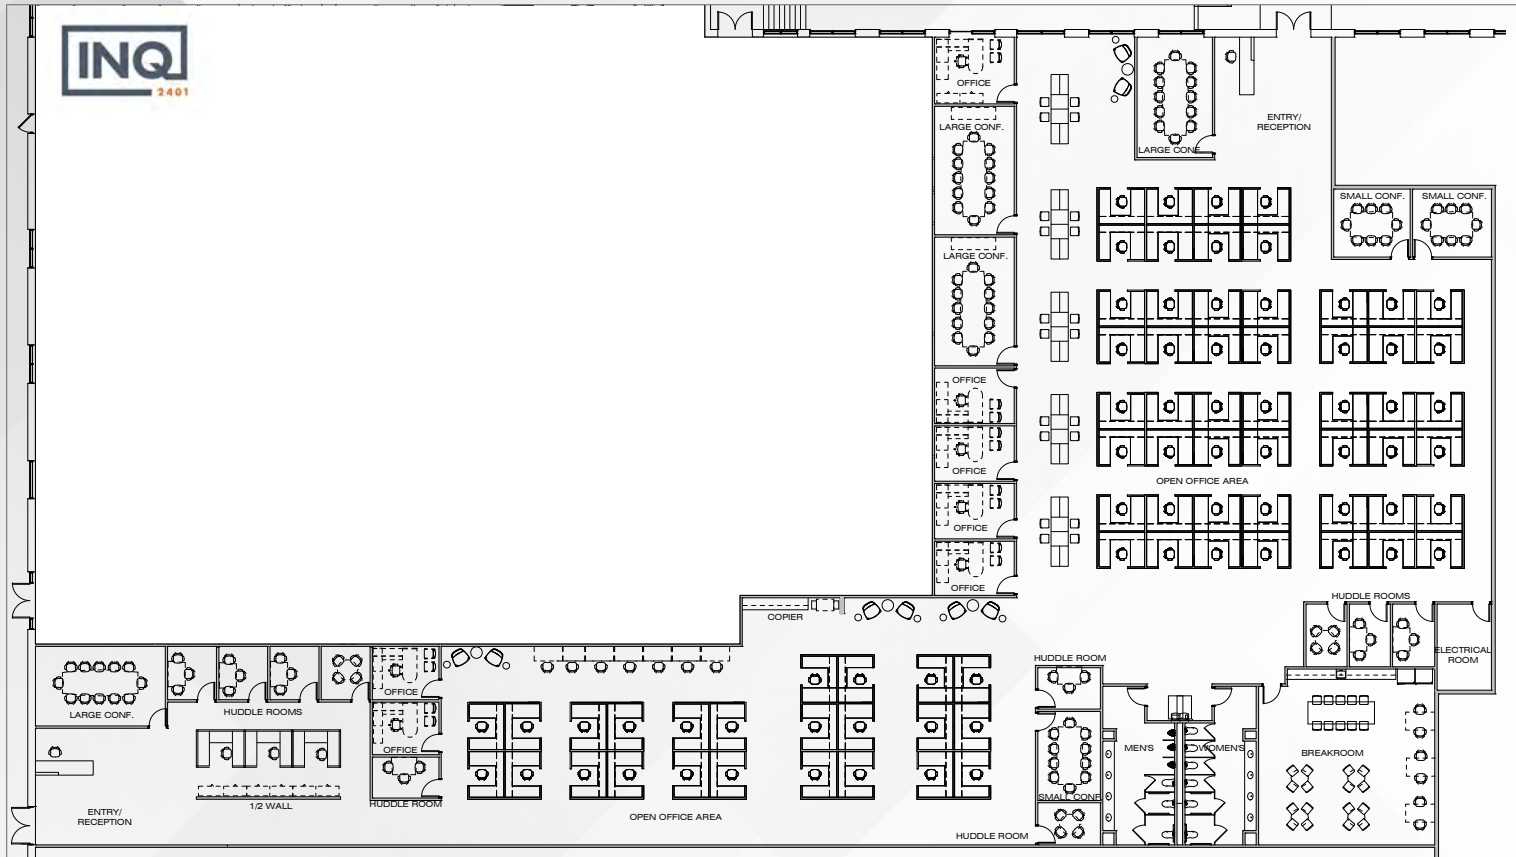 INQ
2401
OFFICE
LARGE CONF.
LARGE CONF.
ENTRY/
RECEPTION
LARGE CONF.
SMALL CONF.
SMALL CONF.
LARGE CONF.
OFFICE
OFFICE
OFFICE
OFFICE
OPEN OFFICE AREA
HUDDLE ROOMS
COPIER
ELECTRICAL
ROOM
HUDDLE ROOM
LARGE CONF.
HUDDLE ROOMS
OFFICE
OFFICE
MEN'S
WOMEN'S
BREAKROOM
SMALL CONF.
HUDDLE ROOM
1/2 WALL
ENTRY/
RECEPTION
OPEN OFFICE AREA
HUDDLE ROOM